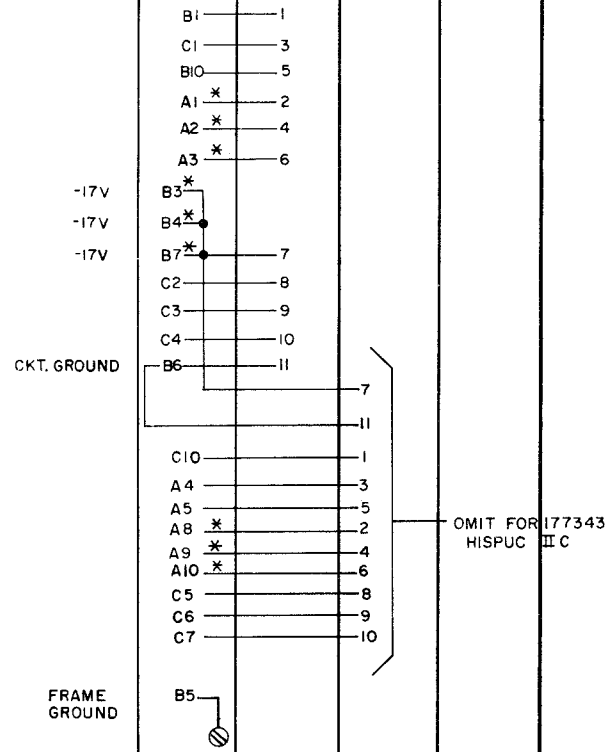 B1 1
C1 3
B10 5
A1 * 2
A2 * 4
A3 * 6
-17V B3*
-17V B4*
-17V B7* 7
C2 8
C3 9
C4 10
CKT. GROUND B6 11
7
11
C10 1
A4 3
A5 5
A8 * 2
A9 * 4
A10 * 6
C5 8
C6 9
C7 10
OMIT FOR 177343
HISPUC II C
FRAME B5
GROUND